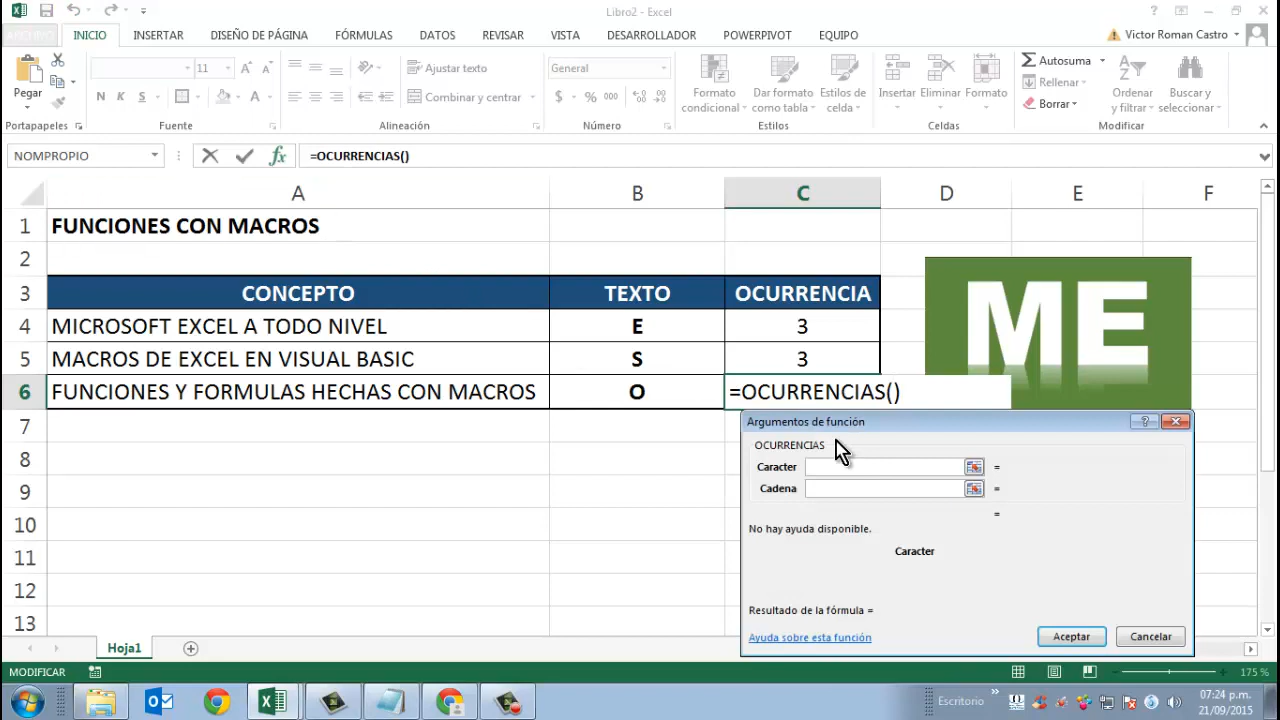 Libro2 - Excel
ARCHIVO INICIO INSERTAR DISEÑO DE PÁGINA FÓRMULAS DATOS REVISAR VISTA DESARROLLADOR POWERPIVOT EQUIPO Victor Roman Castro
Pegar
11
Ajustar texto
Combinar y centrar
General
$ % 000
N K S
Formato condicional
Dar formato como tabla
Estilos de celda
Insertar
Eliminar
Formato
Autosuma
Rellenar
Borrar
Ordenar y filtrar
Buscar y seleccionar
Portapapeles Fuente Alineación Número Estilos Celdas Modificar
NOMPROPIO fx =OCURRENCIAS()
A B C D E F
1 FUNCIONES CON MACROS
2
3 CONCEPTO TEXTO OCURRENCIA
4 MICROSOFT EXCEL A TODO NIVEL E 3
5 MACROS DE EXCEL EN VISUAL BASIC S 3
6 FUNCIONES Y FORMULAS HECHAS CON MACROS O =OCURRENCIAS()
7
8
9
10
11
12
13
ME
Argumentos de función
OCURRENCIAS
Caracter =
Cadena =
=
No hay ayuda disponible.
Caracter
Resultado de la fórmula =
Ayuda sobre esta función Aceptar Cancelar
Hoja1
MODIFICAR 175 %
Escritorio 07:24 p.m.
21/09/2015